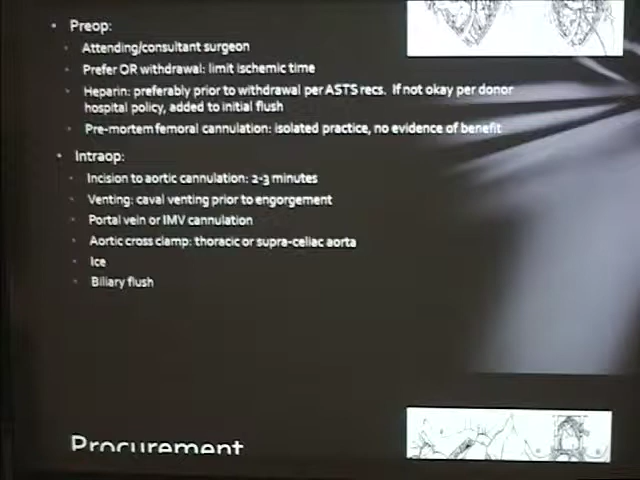 Preop:
Attending/consultant surgeon
Prefer OR withdrawal: limit ischemic time
Heparin: preferably prior to withdrawal per ASTS recs. If not okay per donor
hospital policy, added to initial flush
Pre-mortem femoral cannulation: isolated practice, no evidence of benefit
Intraop:
Incision to aortic cannulation: 2-3 minutes
Venting: caval venting prior to engorgement
Portal vein or IMV cannulation
Aortic cross clamp: thoracic or supra-celiac aorta
Ice
Biliary flush
Procurement